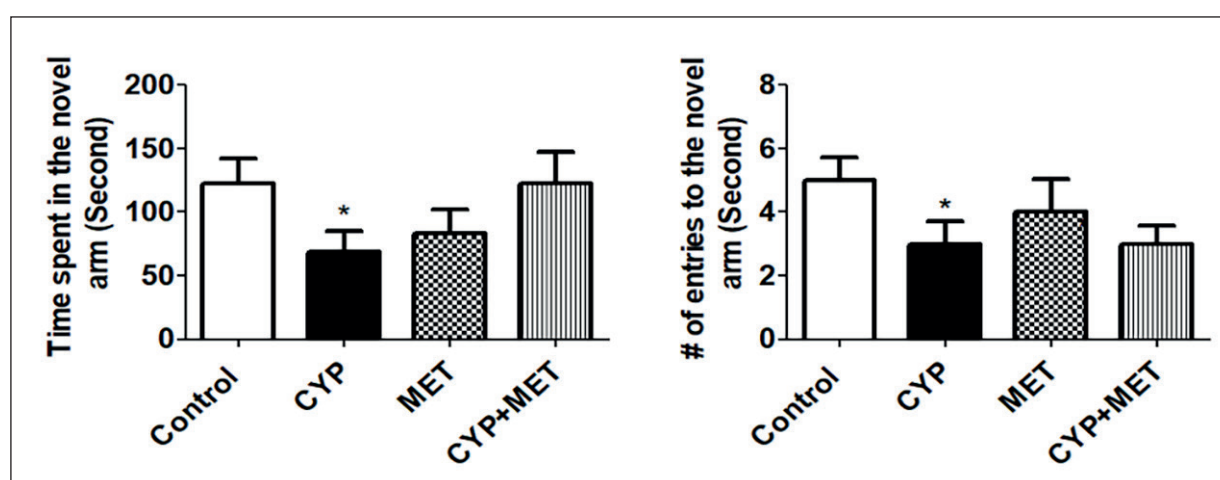 Time spent in the novel
arm (Second)
200
150
100
50
0
*
Control
CYP
MET
CYP+MET
# of entries to the novel
arm (Second)
8
6
4
2
0
*
Control
CYP
MET
CYP+MET